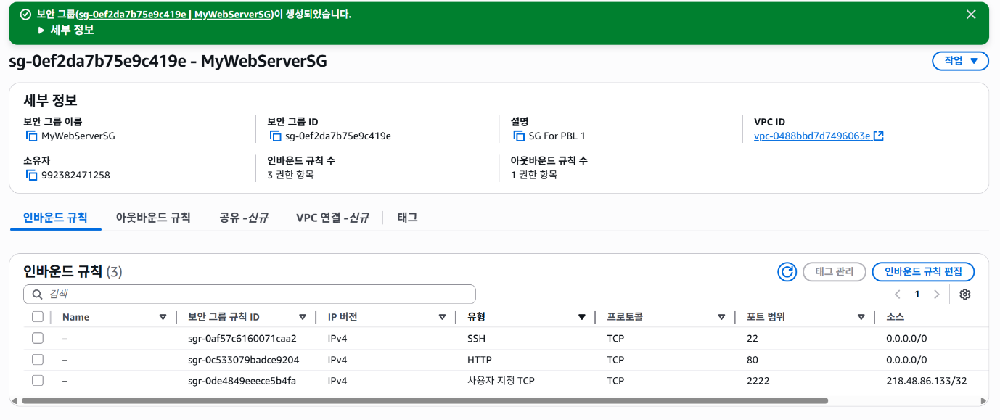 보안 그룹(sg-0ef2da7b75e9c419e | MyWebServerSG)이 생성되었습니다.
▶ 세부 정보
sg-0ef2da7b75e9c419e - MyWebServerSG
작업 ▼
세부 정보
보안 그룹 이름 보안 그룹 ID 설명 VPC ID
MyWebServerSG sg-0ef2da7b75e9c419e SG For PBL 1 vpc-0488bbd7d7496063e
소유자 인바운드 규칙 수 아웃바운드 규칙 수
992382471258 3 권한 항목 1 권한 항목
인바운드 규칙 아웃바운드 규칙 공유 -신규 VPC 연결 -신규 태그
인바운드 규칙 (3) 태그 관리 인바운드 규칙 편집
검색 1
Name 보안 그룹 규칙 ID IP 버전 유형 프로토콜 포트 범위 소스
– sgr-0af57c6160071caa2 IPv4 SSH TCP 22 0.0.0.0/0
– sgr-0c533079badce9204 IPv4 HTTP TCP 80 0.0.0.0/0
– sgr-0de4849eeece5b4fa IPv4 사용자 지정 TCP TCP 2222 218.48.86.133/32